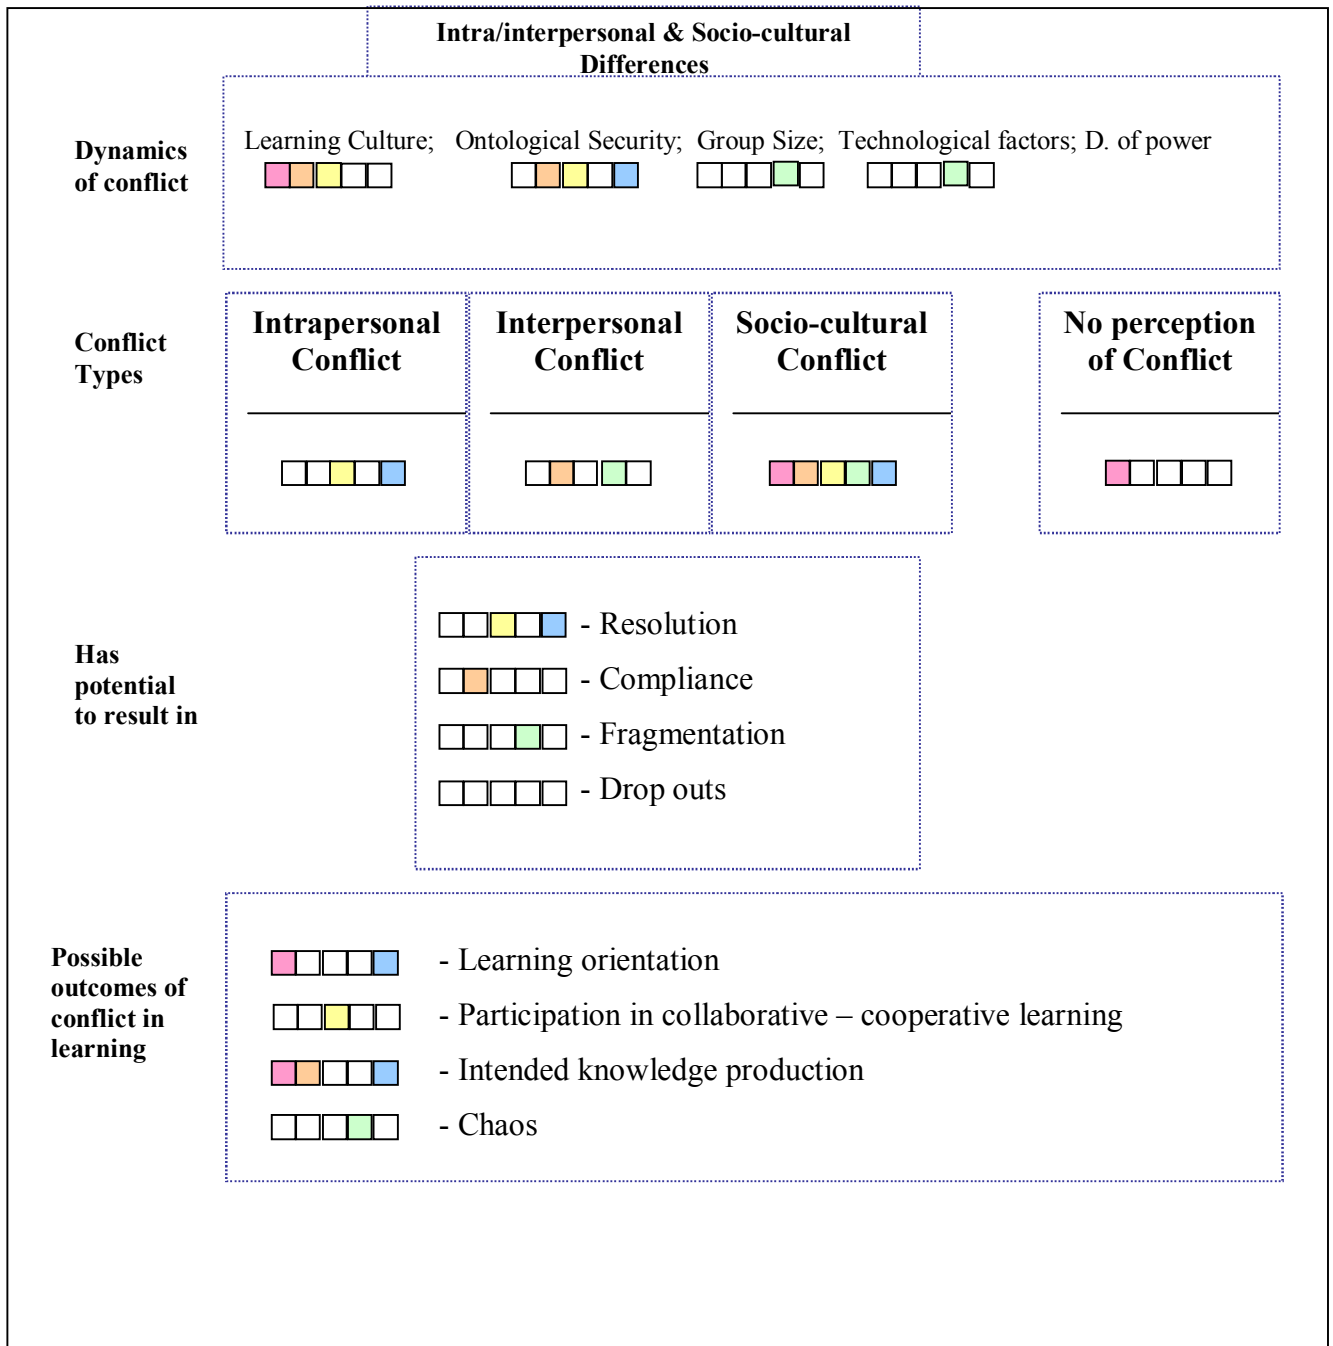 Intra/interpersonal & Socio-cultural
Differences
Dynamics
of conflict
Learning Culture; Ontological Security; Group Size; Technological factors; D. of power
Conflict
Types
Intrapersonal
Conflict
Interpersonal
Conflict
Socio-cultural
Conflict
No perception
of Conflict
Has
potential
to result in
- Resolution
- Compliance
- Fragmentation
- Drop outs
Possible
outcomes of
conflict in
learning
- Learning orientation
- Participation in collaborative – cooperative learning
- Intended knowledge production
- Chaos